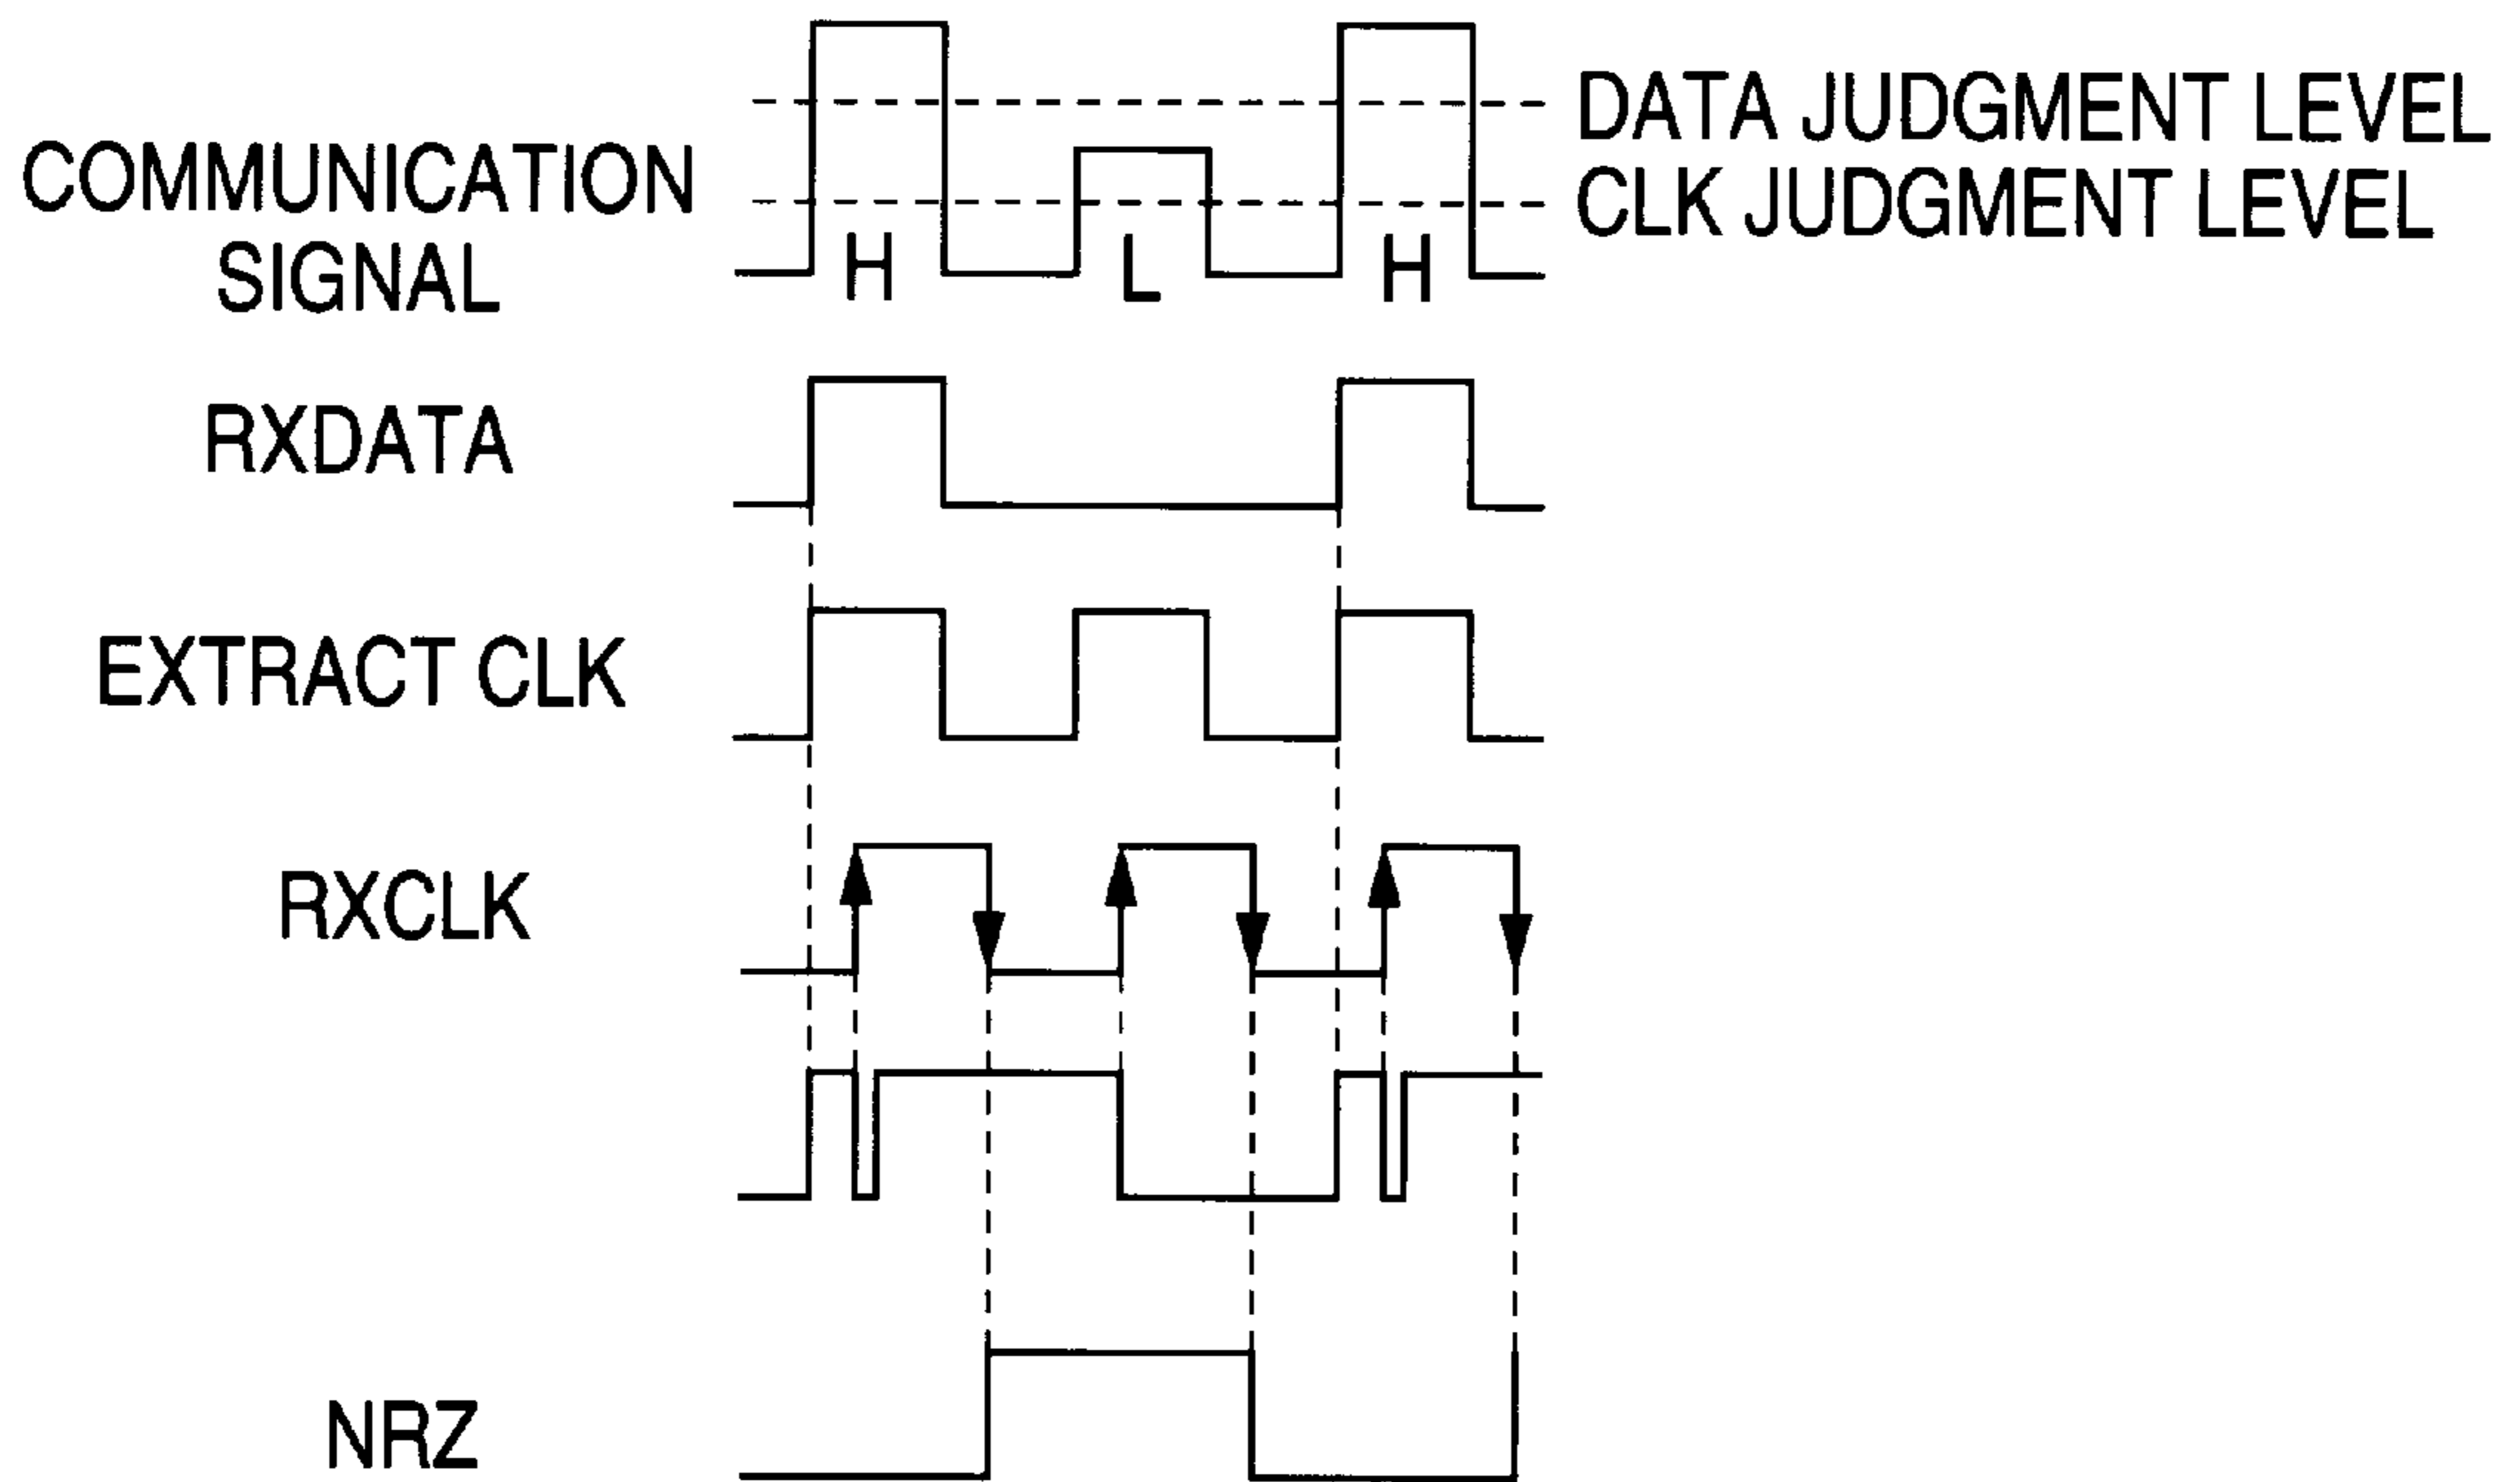 COMMUNICATION
SIGNAL
DATA JUDGMENT LEVEL
CLK JUDGMENT LEVEL
H L H
RXDATA
EXTRACT CLK
RXCLK
NRZ